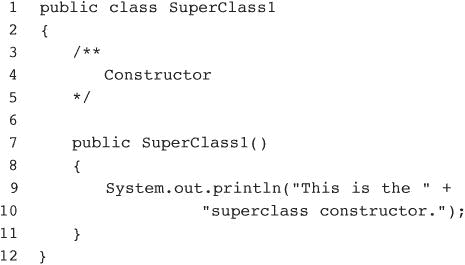 1 public class SuperClass1
2 {
3 /**
4 Constructor
5 */
6
7 public SuperClass1()
8 {
9 System.out.println("This is the " +
10 "superclass constructor.");
11 }
12 }